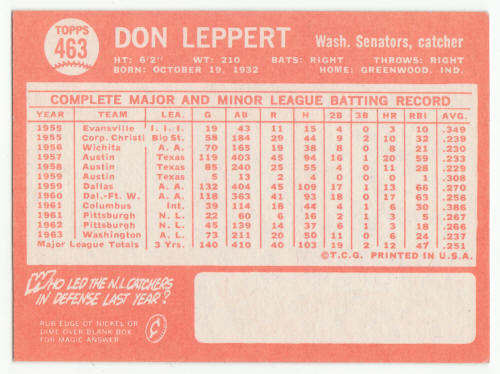 TOPPS
463
DON LEPPERT Wash. Senators, catcher
HT: 6'2" WT: 210 BATS: RIGHT THROWS: RIGHT
BORN: OCTOBER 19, 1932 HOME: GREENWOOD, IND.
COMPLETE MAJOR AND MINOR LEAGUE BATTING RECORD
YEAR TEAM LEA. G AB R H 2B 3B HR RBI AVG.
1955 Evansville I. I. I. 19 43 11 15 4 0 3 10 .349
1955 Corp. Christi Big St. 58 184 29 44 9 2 10 32 .239
1956 Wichita A. A. 70 165 19 38 8 0 8 21 .230
1957 Austin Texas 119 403 45 94 16 1 20 59 .233
1958 Austin Texas 85 240 25 55 4 0 11 28 .229
1959 Austin Texas 5 13 2 4 0 0 0 1 .308
1959 Dallas A. A. 132 404 45 109 17 1 13 66 .270
1960 Dal.-Ft. W. A. A. 118 363 41 93 18 0 17 63 .256
1961 Columbus Int. 39 114 18 44 4 1 6 30 .386
1961 Pittsburgh N. L. 22 60 6 16 2 1 3 5 .267
1962 Pittsburgh N. L. 45 139 14 37 6 1 3 18 .266
1963 Washington A. L. 73 211 20 50 11 0 6 24 .237
Major League Totals 3 Yrs. 140 410 40 103 19 2 12 47 .251
©T.C.G. PRINTED IN U.S.A.
WHO LED THE N.L. CATCHERS
IN DEFENSE LAST YEAR?
RUB EDGE OF NICKEL OR
DIME OVER BLANK BOX
FOR MAGIC ANSWER